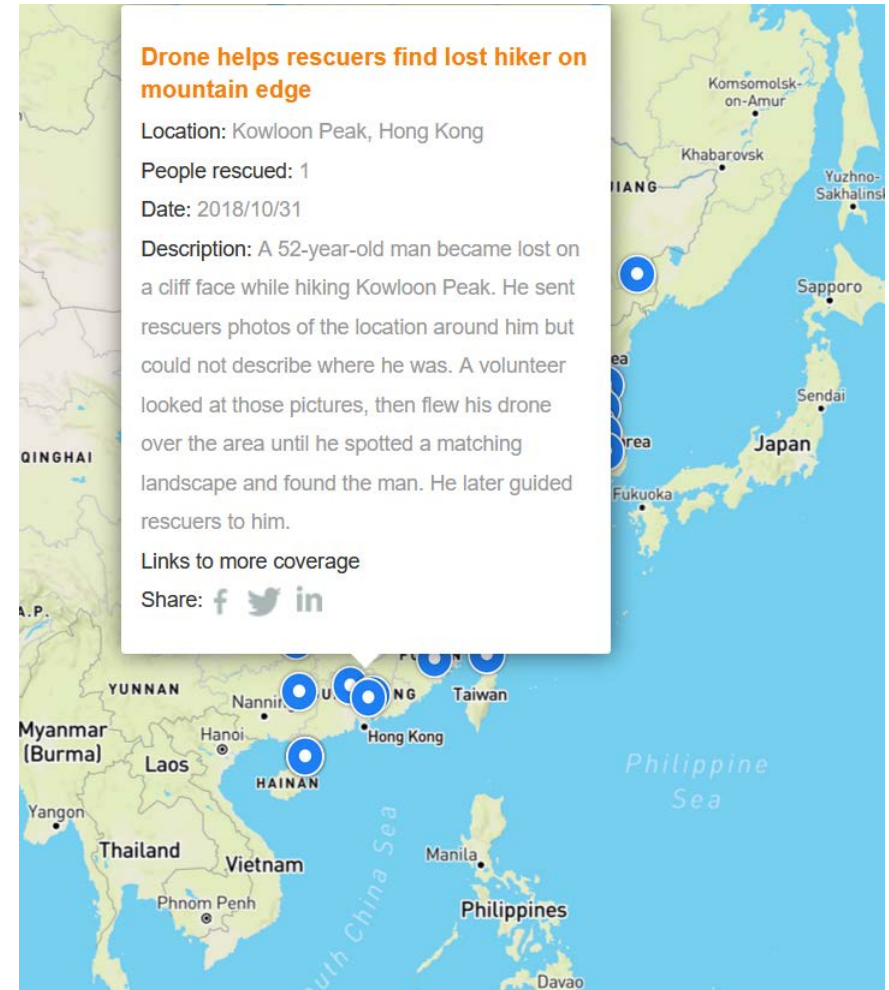 Drone helps rescuers find lost hiker on
mountain edge
Location: Kowloon Peak, Hong Kong
People rescued: 1
Date: 2018/10/31
Description: A 52-year-old man became lost on
a cliff face while hiking Kowloon Peak. He sent
rescuers photos of the location around him but
could not describe where he was. A volunteer
looked at those pictures, then flew his drone
over the area until he spotted a matching
landscape and found the man. He later guided
rescuers to him.
Links to more coverage
Share:
Komsomolsk-
on-Amur
Khabarovsk
Yuzhno-
Sakhalinsk
IANG
Sapporo
ea
Sendai
Japan
rea
QINGHAI
Fukuoka
A.P.
YUNNAN
Nannin
NG
Taiwan
Myanmar
(Burma)
Hanoi
Hong Kong
Laos
HAINAN
Philippine
Sea
Yangon
Thailand
Vietnam
Manila
Phnom Penh
South China Sea
Philippines
Davao